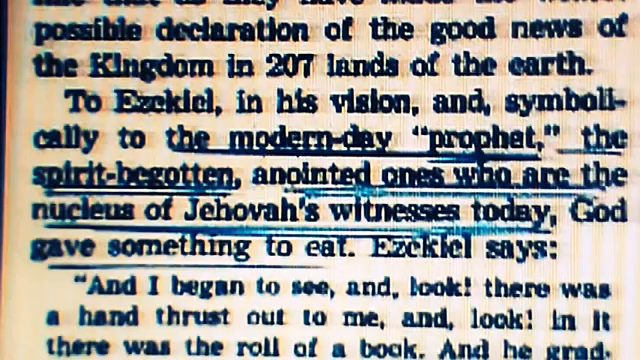 possible declaration of the good news of
the Kingdom in 207 lands of the earth.
To Ezekiel, in his vision, and, symboli-
cally to the modern-day “prophet,” the
spirit-begotten, anointed ones who are the
nucleus of Jehovah's witnesses today, God
gave something to eat. Ezekiel says:
“And I began to see, and, look! there was
a hand thrust out to me, and, look! in it
there was the roll of a book. And he grad-